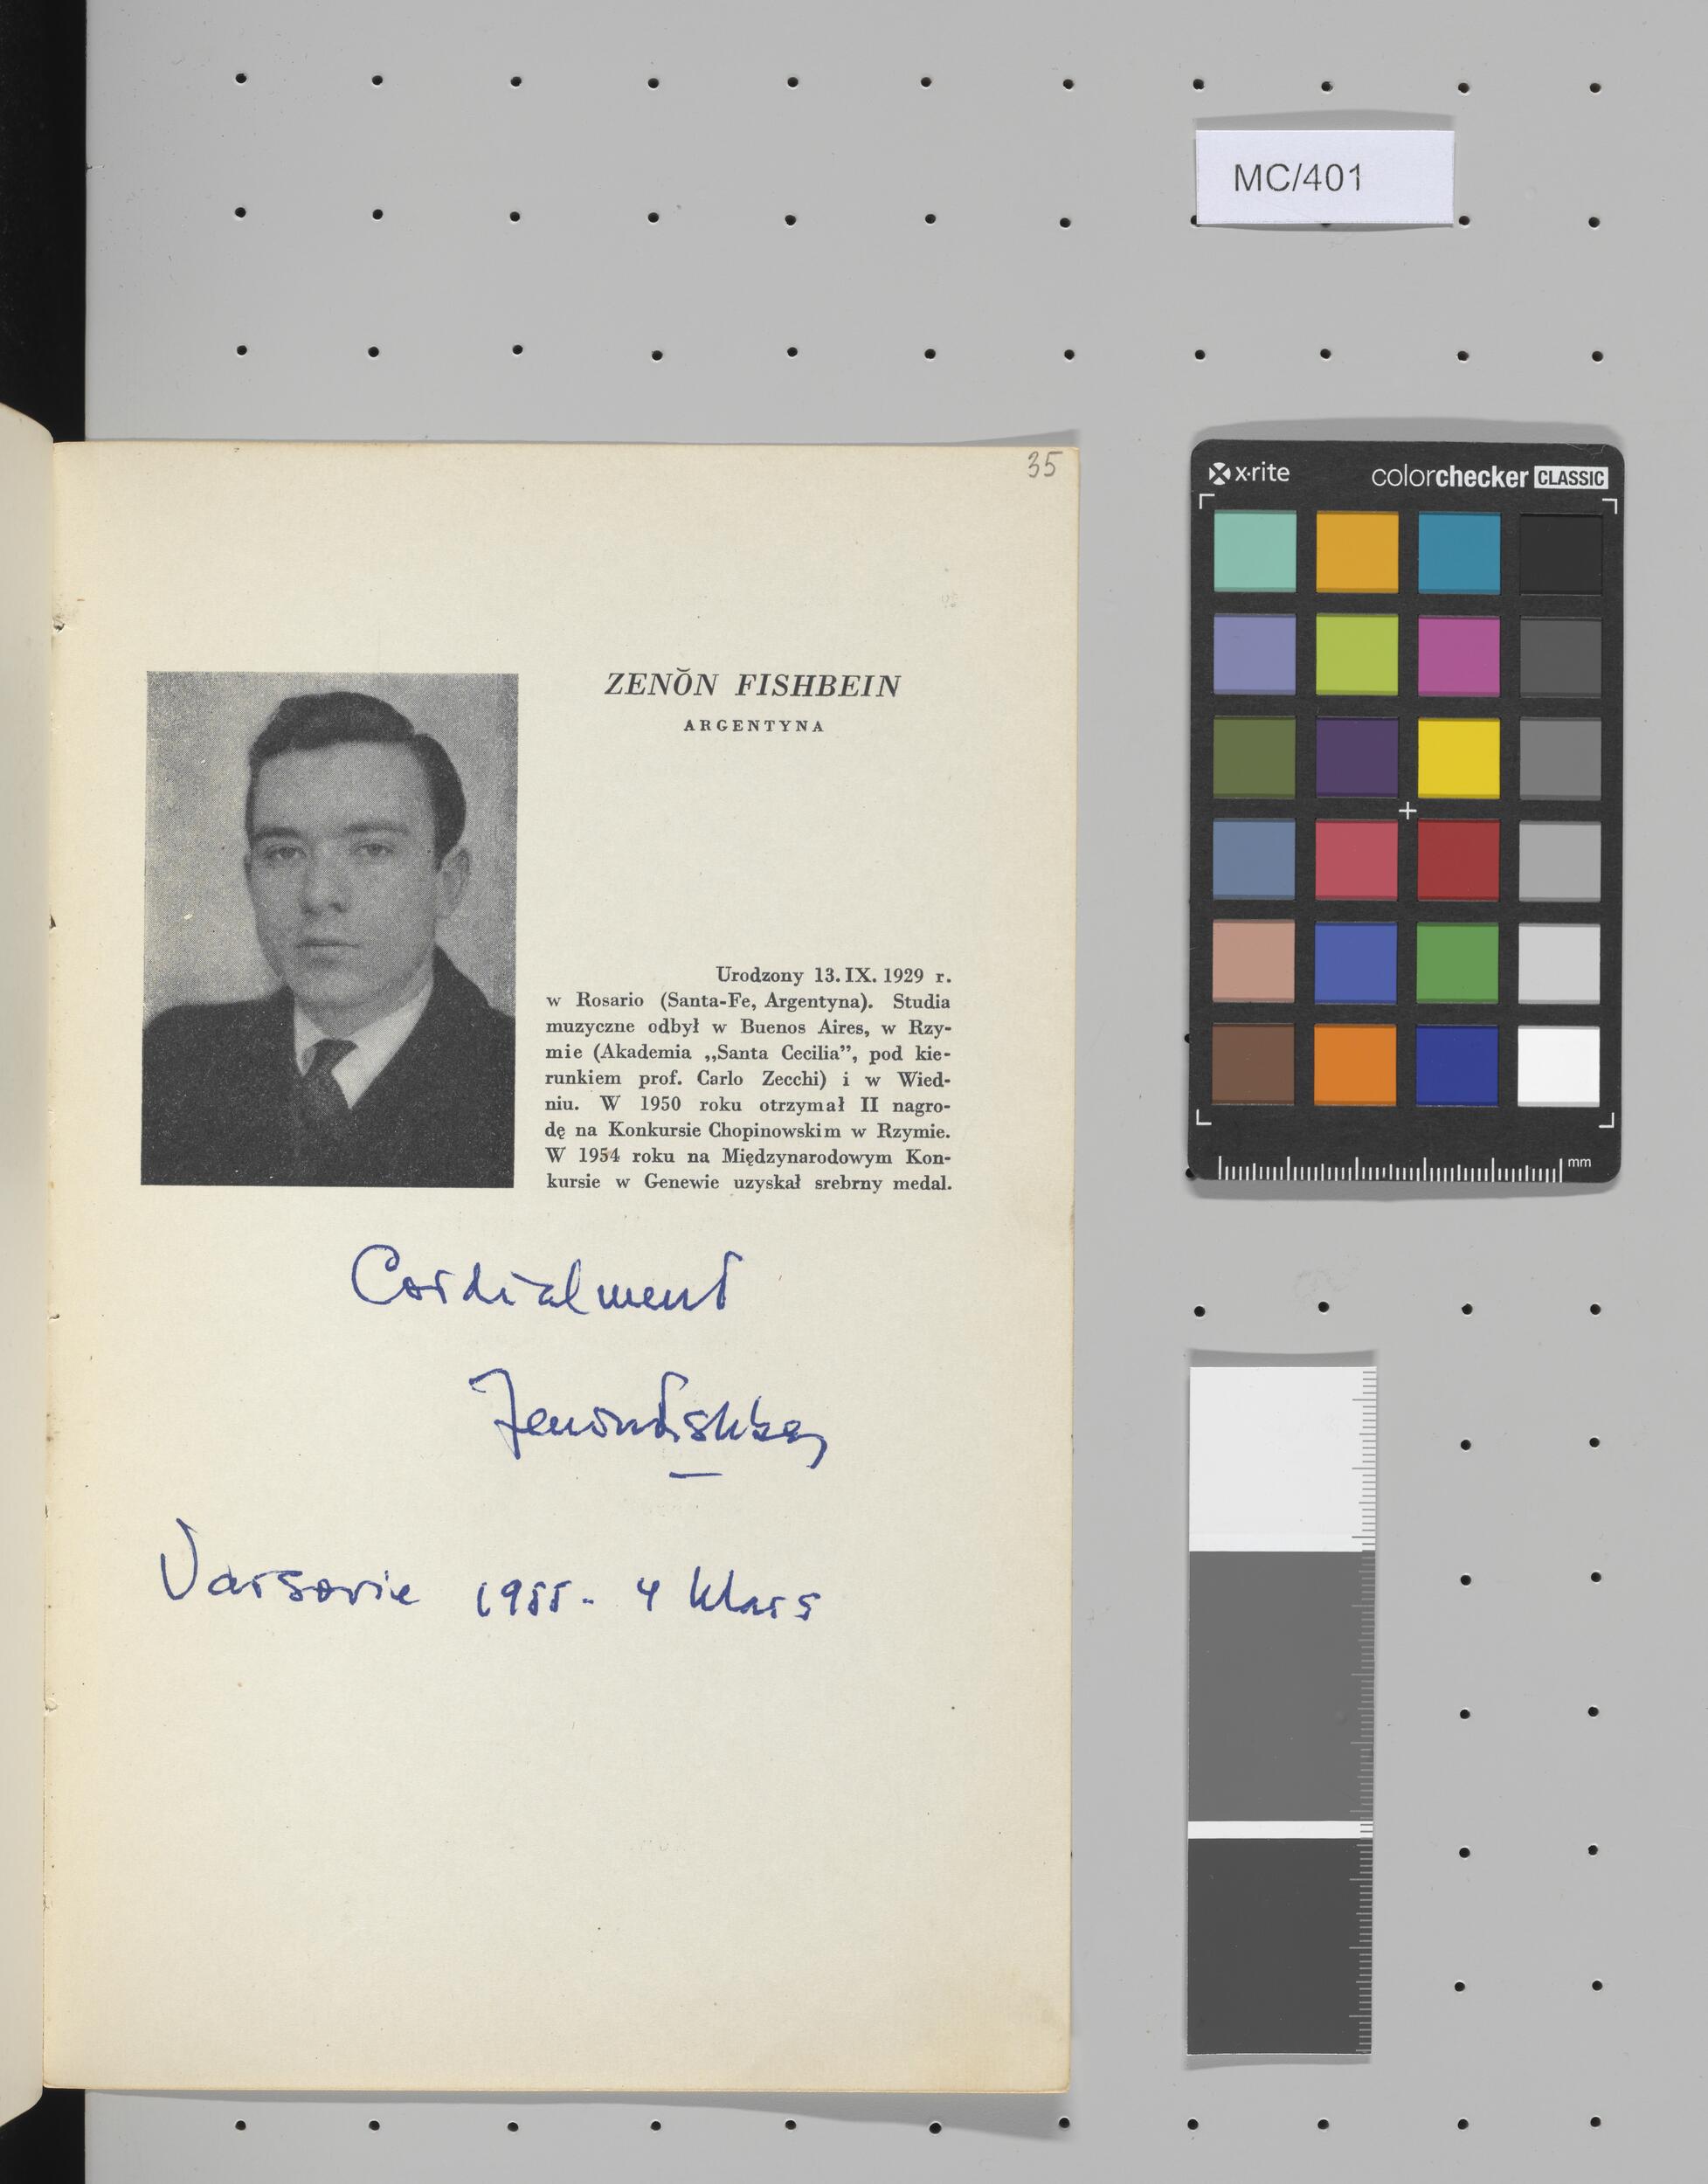 MC/401
35
x·rite
colorchecker CLASSIC
mm
ZENŎN FISHBEIN
ARGENTYNA
Urodzony 13. IX. 1929 r.
w Rosario (Santa-Fe, Argentyna). Studia
muzyczne odbył w Buenos Aires, w Rzy-
mie (Akademia „Santa Cecilia”, pod kie-
runkiem prof. Carlo Zecchi) i w Wied-
niu. W 1950 roku otrzymał II nagro-
dę na Konkursie Chopinowskim w Rzymie.
W 1954 roku na Międzynarodowym Kon-
kursie w Genewie uzyskał srebrny medal.
Cordialment
Varsovie 1955- 4 Mars